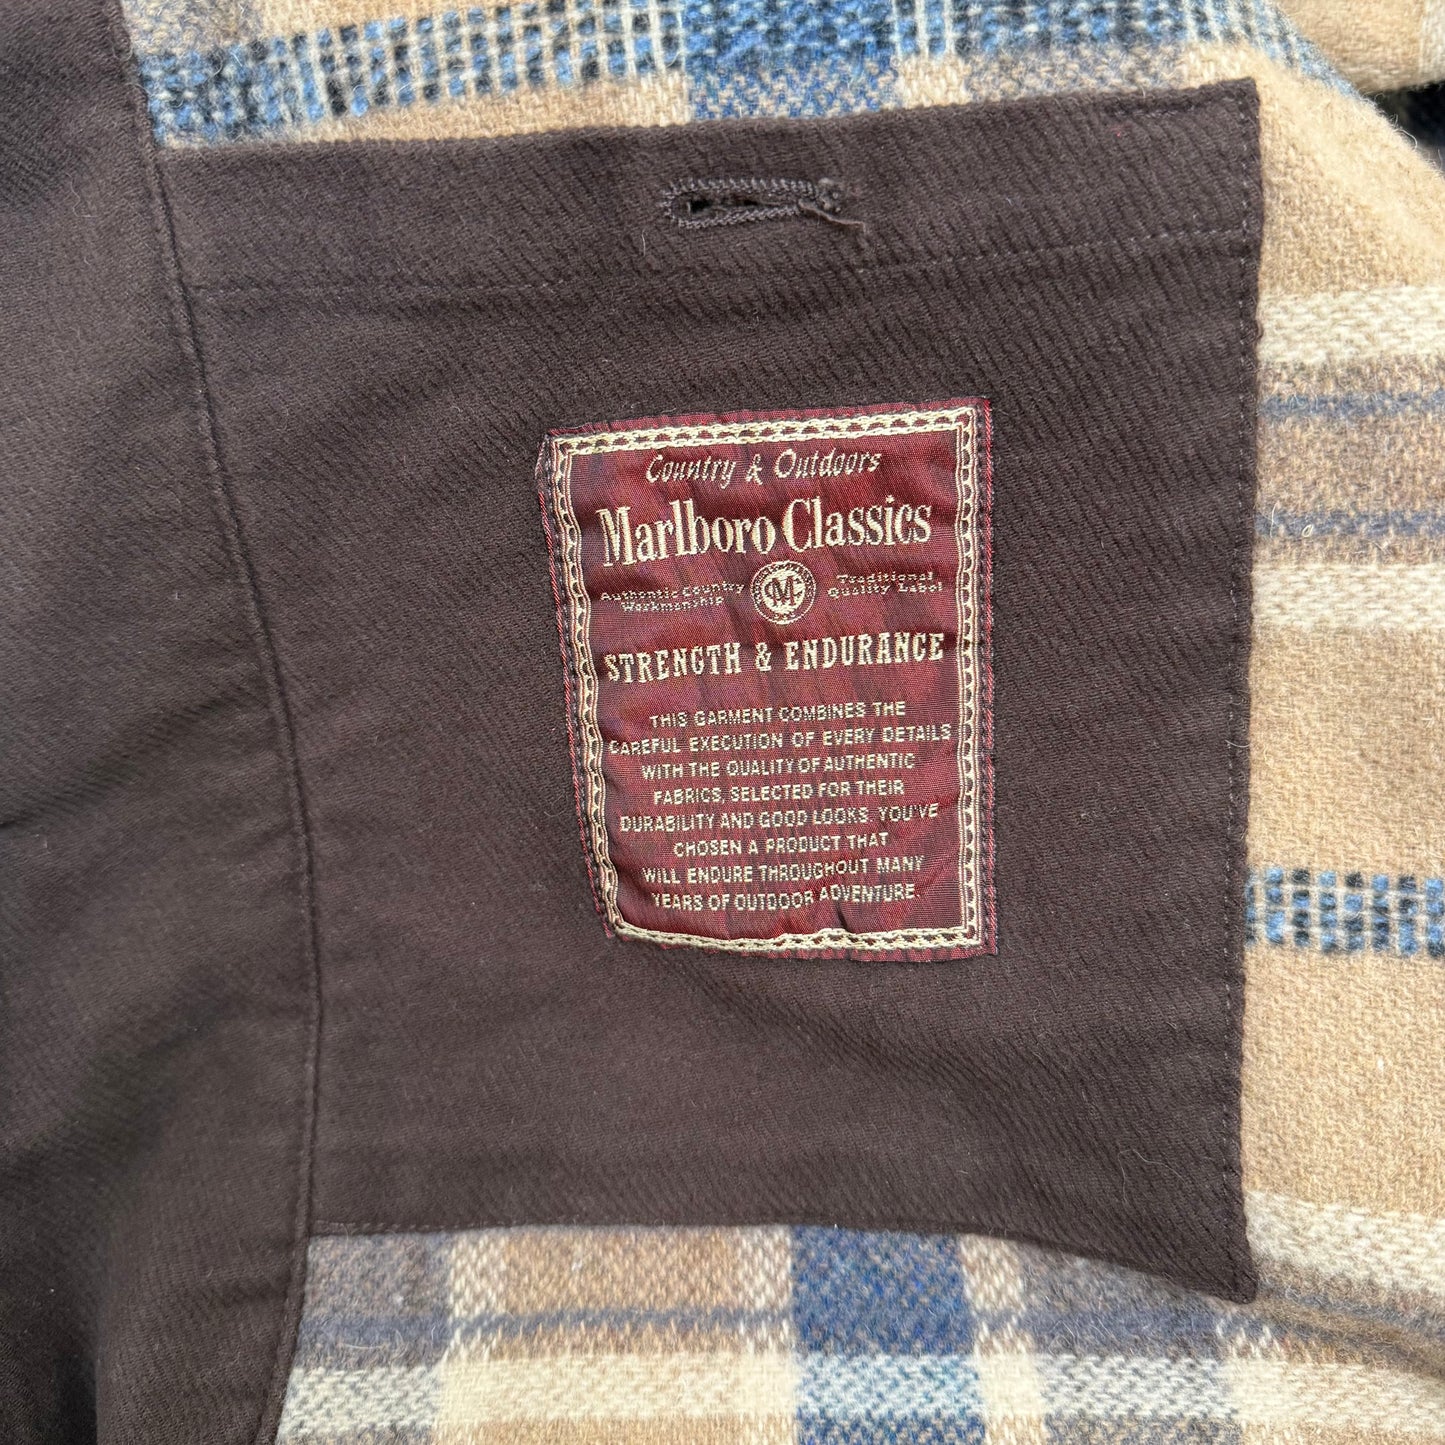 Country & Outdoors
Marlboro Classics
Authentic Country Workmanship
M
Traditional Quality Label
STRENGTH & ENDURANCE
THIS GARMENT COMBINES THE
CAREFUL EXECUTION OF EVERY DETAILS
WITH THE QUALITY OF AUTHENTIC
FABRICS, SELECTED FOR THEIR
DURABILITY AND GOOD LOOKS. YOU'VE
CHOSEN A PRODUCT THAT
WILL ENDURE THROUGHOUT MANY
YEARS OF OUTDOOR ADVENTURE.